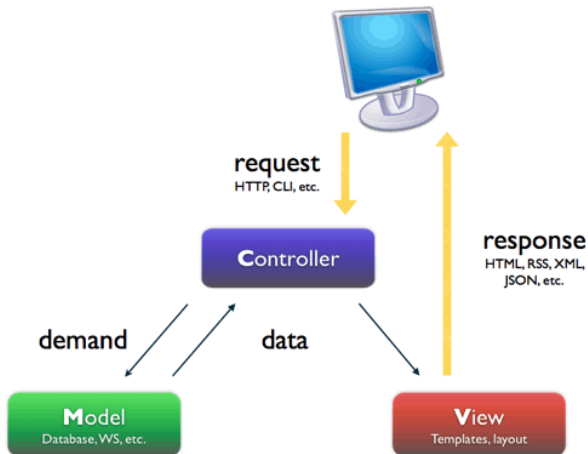 request
HTTP, CLI, etc.
Controller
response
HTML, RSS, XML,
JSON, etc.
demand
data
Model
Database, WS, etc.
View
Templates, layout